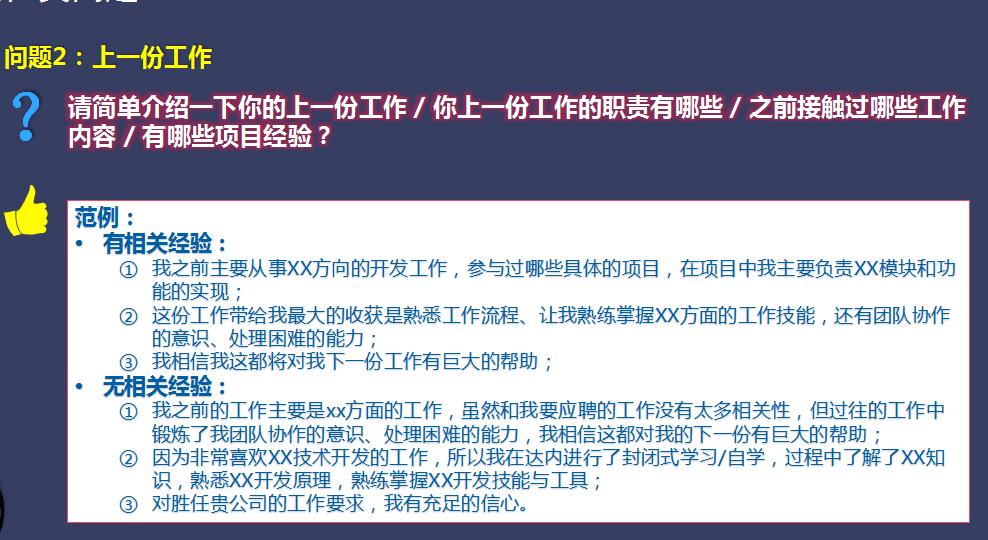 问题2：上一份工作
请简单介绍一下你的上一份工作 / 你上一份工作的职责有哪些 / 之前接触过哪些工作
内容 / 有哪些项目经验？
范例：
• 有相关经验：
① 我之前主要从事XX方向的开发工作，参与过哪些具体的项目，在项目中我主要负责XX模块和功
能的实现；
② 这份工作带给我最大的收获是熟悉工作流程、让我熟练掌握XX方面的工作技能，还有团队协作
的意识、处理困难的能力；
③ 我相信我这都将对我下一份工作有巨大的帮助；
• 无相关经验：
① 我之前的工作主要是xx方面的工作，虽然和我要应聘的工作没有太多相关性，但过往的工作中
锻炼了我团队协作的意识、处理困难的能力，我相信这都对我的下一份有巨大的帮助；
② 因为非常喜欢XX技术开发的工作，所以我在达内进行了封闭式学习/自学，过程中了解了XX知
识，熟悉XX开发原理，熟练掌握XX开发技能与工具；
③ 对胜任贵公司的工作要求，我有充足的信心。